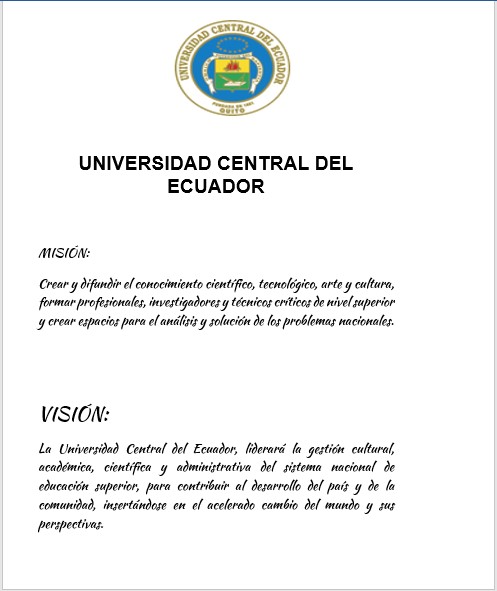 UNIVERSIDAD CENTRAL DEL ECUADOR
QUITO
UNIVERSIDAD CENTRAL DEL
ECUADOR
MISIÓN:
Crear y difundir el conocimiento científico, tecnológico, arte y cultura,
formar profesionales, investigadores y técnicos críticos de nivel superior
y crear espacios para el análisis y solución de los problemas nacionales.
VISIÓN:
La Universidad Central del Ecuador, liderará la gestión cultural,
académica, científica y administrativa del sistema nacional de
educación superior, para contribuir al desarrollo del país y de la
comunidad, insertándose en el acelerado cambio del mundo y sus
perspectivas.